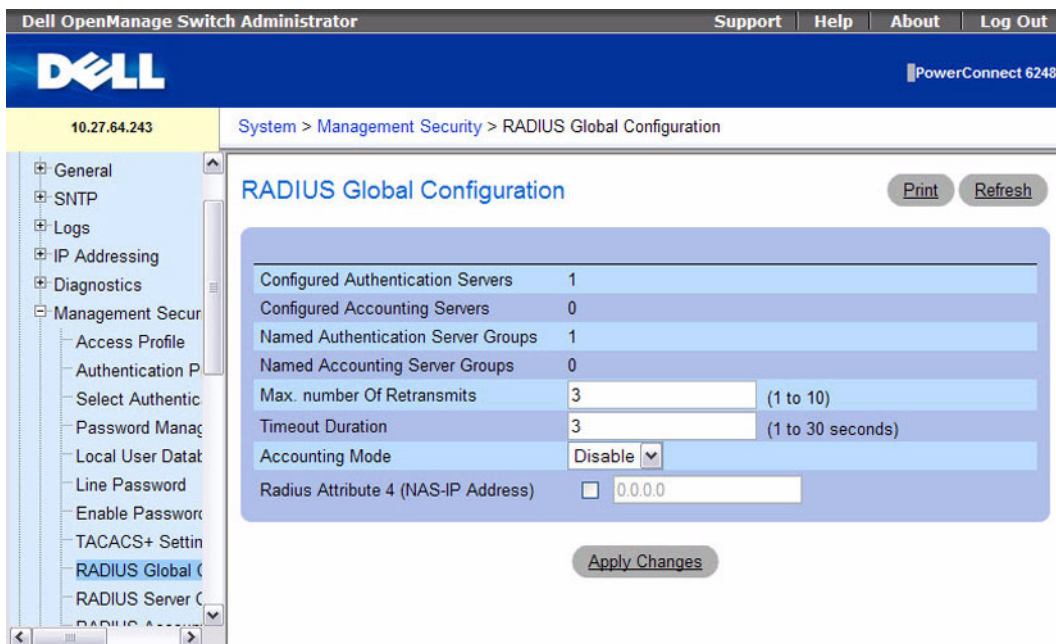 Dell OpenManage Switch Administrator
Support
Help
About
Log Out
DELL
PowerConnect 6248
10.27.64.243
System > Management Security > RADIUS Global Configuration
General
SNTP
Logs
IP Addressing
Diagnostics
Management Secur
Access Profile
Authentication P
Select Authentic
Password Manag
Local User Datab
Line Password
Enable Password
TACACS+ Settin
RADIUS Global C
RADIUS Server C
RADIUS Accoun
RADIUS Global Configuration
Print
Refresh
Configured Authentication Servers 1
Configured Accounting Servers 0
Named Authentication Server Groups 1
Named Accounting Server Groups 0
Max. number Of Retransmits 3 (1 to 10)
Timeout Duration 3 (1 to 30 seconds)
Accounting Mode Disable
Radius Attribute 4 (NAS-IP Address) 0.0.0.0
Apply Changes